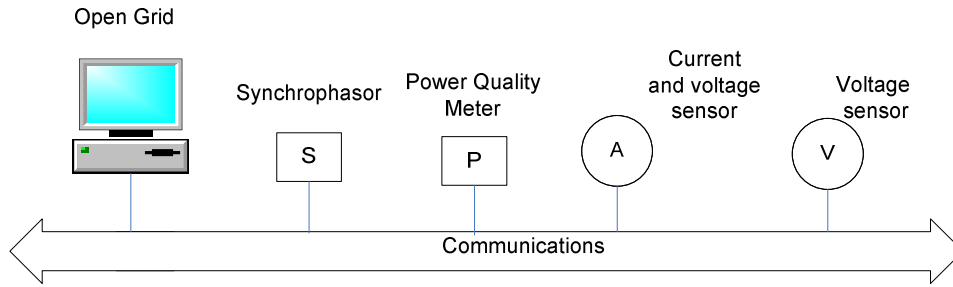 Open Grid
Synchrophasor
Power Quality
Meter
Current
and voltage
sensor
Voltage
sensor
S
P
A
V
Communications